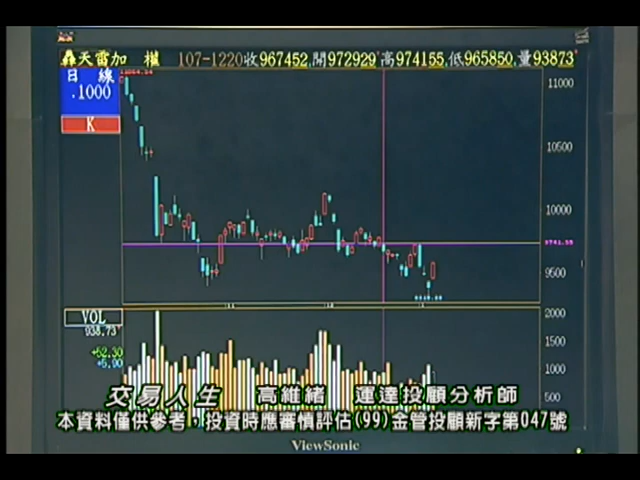 轟天雷加 權 107-1220收967452,開972929高974155,低965850,量93873
日 線
.1000
K
11000
10500
10000
9741.55
9500
VOL
938.73
+52.30
+5.90
2000
1500
1000
500
交易人生 高維緒 運達投顧分析師
本資料僅供參考，投資時應審慎評估(99)金管投顧新字第047號
ViewSonic